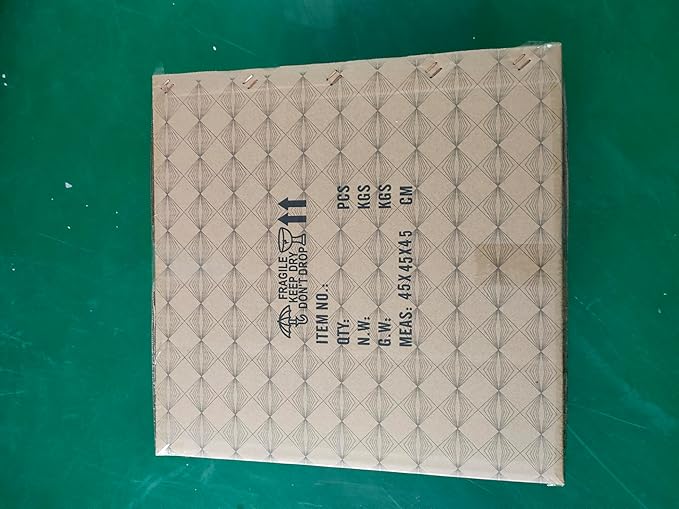 FRAGILE
KEEP DRY
DON'T DROP
ITEM NO.:
QTY: PCS
N.W: KGS
G.W: KGS
MEAS: 45X45X45 CM